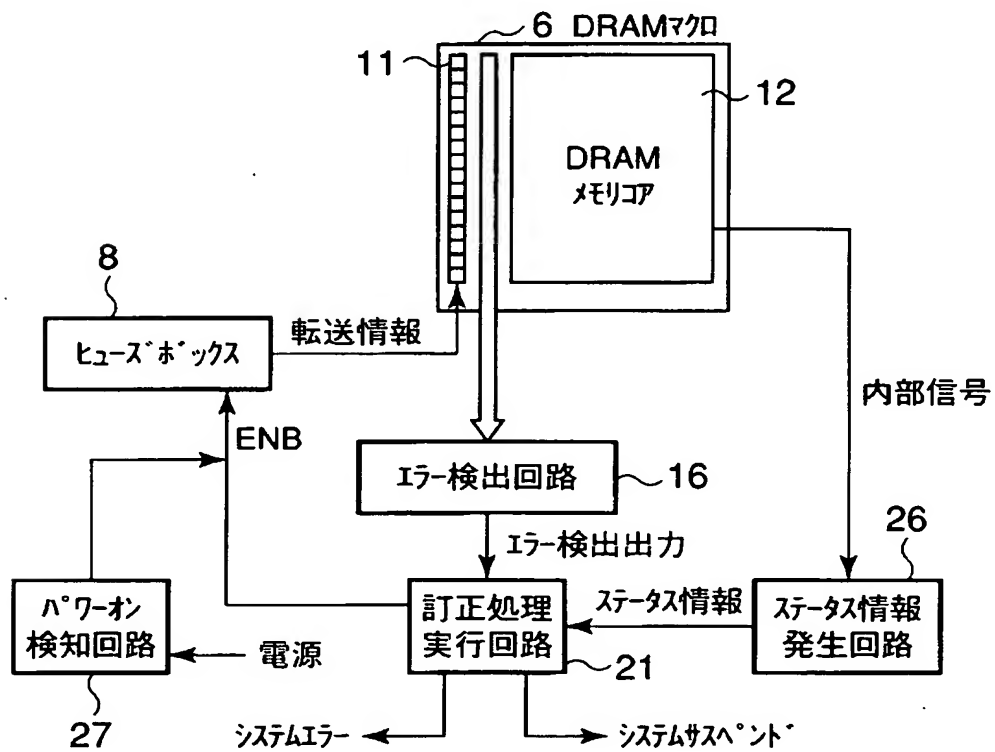 6 DRAMマクロ
11
12
DRAM
メモリコア
8
ヒューズボックス
転送情報
内部信号
ENB
エラー検出回路
16
エラー検出出力
26
パワーオン
検知回路
電源
27
訂正処理
実行回路
21
ステータス情報
ステータス情報
発生回路
システムエラー
システムサスペンド